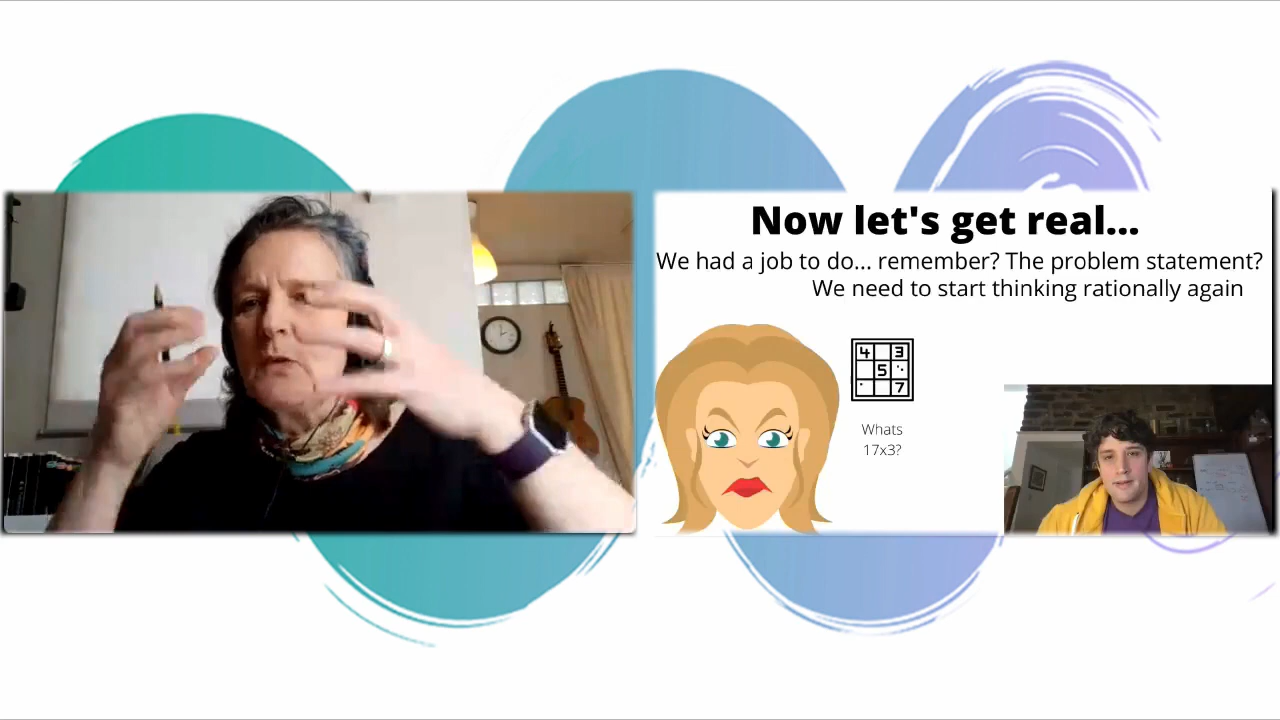 Now let's get real...
We had a job to do... remember? The problem statement?
We need to start thinking rationally again
4 3
5
7
Whats
17x3?